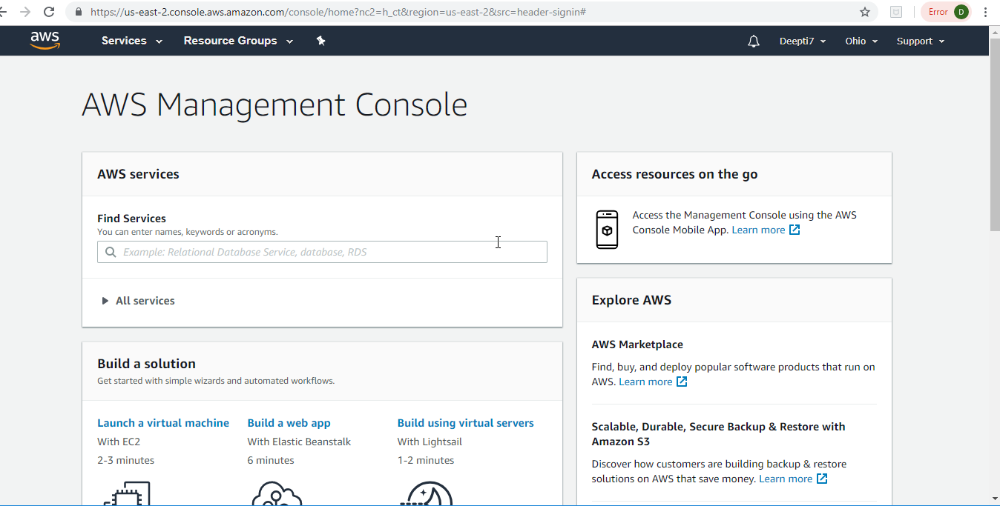 https://us-east-2.console.aws.amazon.com/console/home?nc2=h_ct&region=us-east-2&src=header-signin#
Error D
aws Services Resource Groups Deepti7 Ohio Support
AWS Management Console
AWS services
Find Services
You can enter names, keywords or acronyms.
Example: Relational Database Service, database, RDS
All services
Build a solution
Get started with simple wizards and automated workflows.
Launch a virtual machine
With EC2
2-3 minutes
Build a web app
With Elastic Beanstalk
6 minutes
Build using virtual servers
With Lightsail
1-2 minutes
Access resources on the go
Access the Management Console using the AWS
Console Mobile App. Learn more
Explore AWS
AWS Marketplace
Find, buy, and deploy popular software products that run on
AWS. Learn more
Scalable, Durable, Secure Backup & Restore with
Amazon S3
Discover how customers are building backup & restore
solutions on AWS that save money. Learn more